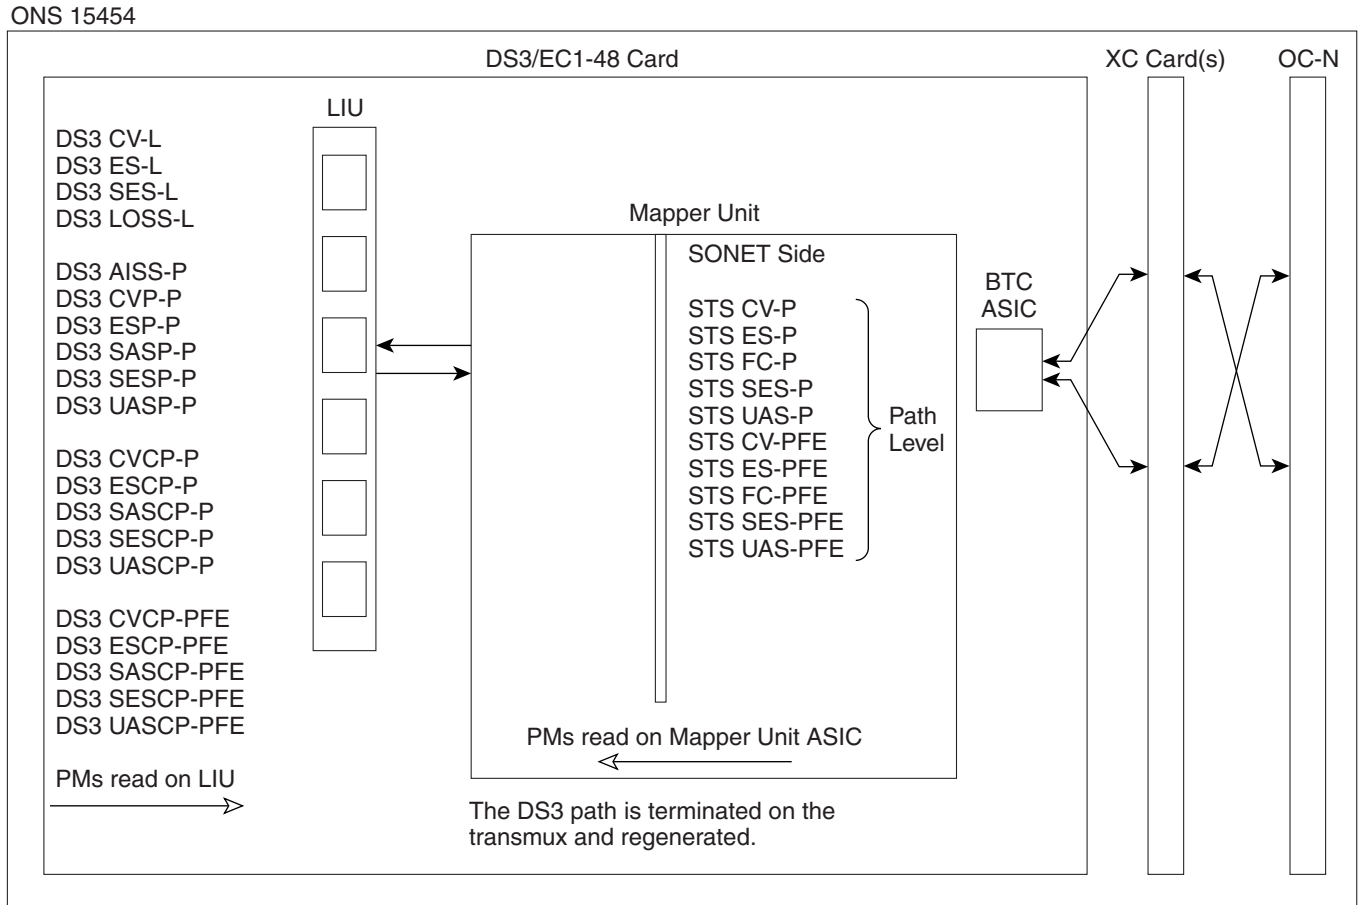 ONS 15454
DS3/EC1-48 Card
XC Card(s)
OC-N
LIU
DS3 CV-L
DS3 ES-L
DS3 SES-L
DS3 LOSS-L
DS3 AISS-P
DS3 CVP-P
DS3 ESP-P
DS3 SASP-P
DS3 SESP-P
DS3 UASP-P
DS3 CVCP-P
DS3 ESCP-P
DS3 SASCP-P
DS3 SESCP-P
DS3 UASCP-P
DS3 CVCP-PFE
DS3 ESCP-PFE
DS3 SASCP-PFE
DS3 SESCP-PFE
DS3 UASCP-PFE
PMs read on LIU
Mapper Unit
SONET Side
STS CV-P
STS ES-P
STS FC-P
STS SES-P
STS UAS-P
STS CV-PFE
STS ES-PFE
STS FC-PFE
STS SES-PFE
STS UAS-PFE
Path
Level
BTC
ASIC
PMs read on Mapper Unit ASIC
The DS3 path is terminated on the
transmux and regenerated.